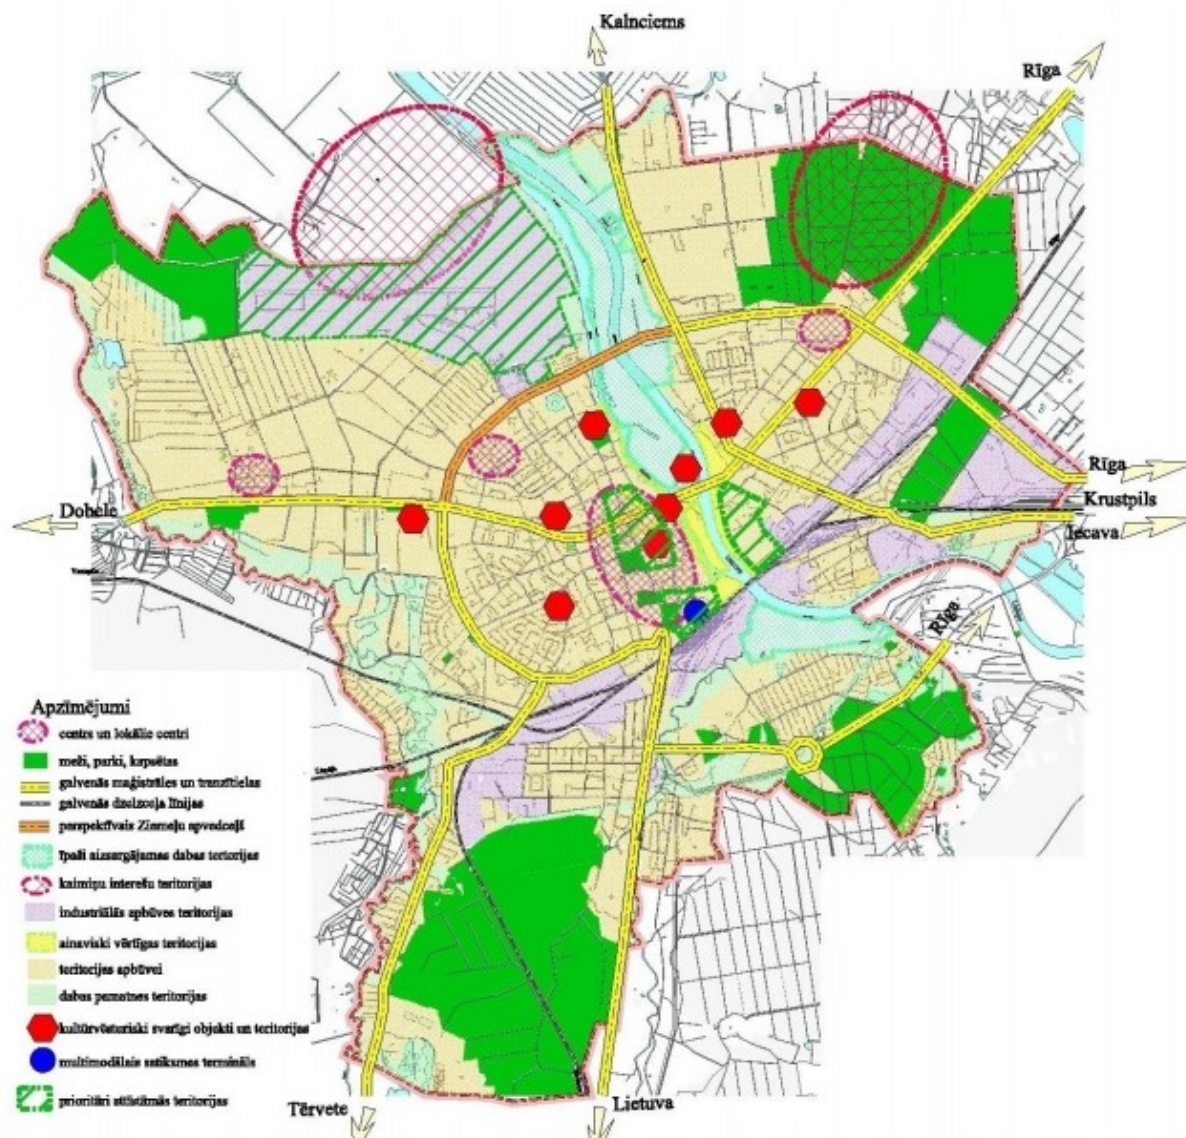 Kalnciems
Rīga
Dobele
Rīga
Krustpils
Iecava
Rīga
Apzīmējumi
centrs un lokālie centri
meži, parki, kapsētas
galvenās maģistrāles un tranzītielas
galvenās dzelzceļa līnijas
perspektīvais Ziemeļu apvedceļš
īpaši aizsargājamas dabas teritorijas
kaimiņu interešu teritorijas
industriālās apbūves teritorijas
ainaviski vērtīgas teritorijas
teritorijas apbūvei
dabas pamatnes teritorijas
kultūrvēsturiski svarīgi objekti un teritorijas
multimodālais satiksmes termināls
prioritāri attīstāmās teritorijas
Tērvete
Lietuva